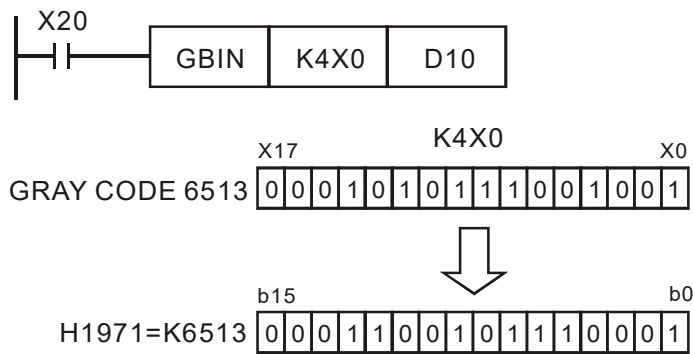 X20
GBIN K4X0 D10
K4X0
X17 X0
GRAY CODE 6513 0 0 0 1 0 1 0 1 1 1 0 0 1 0 0 1
b15 b0
H1971=K6513 0 0 0 1 1 0 0 1 0 1 1 1 0 0 0 1